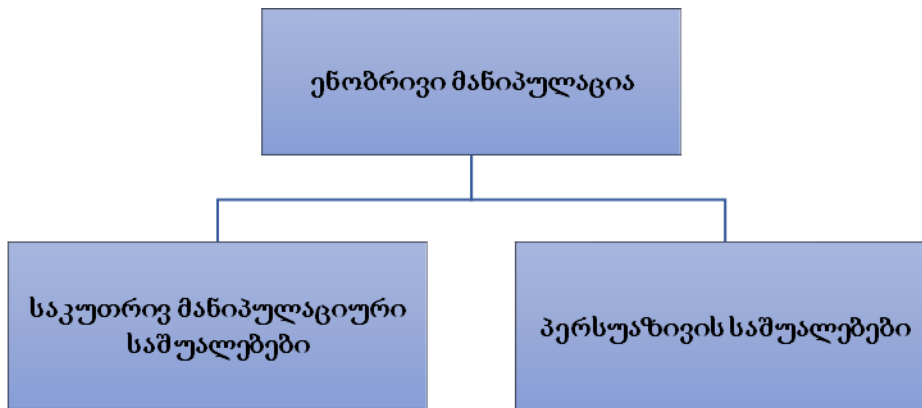 ენობრივი მანიპულაცია
საკუთრივ მანიპულაციური
საშუალებები
პერსუაზივის საშუალებები